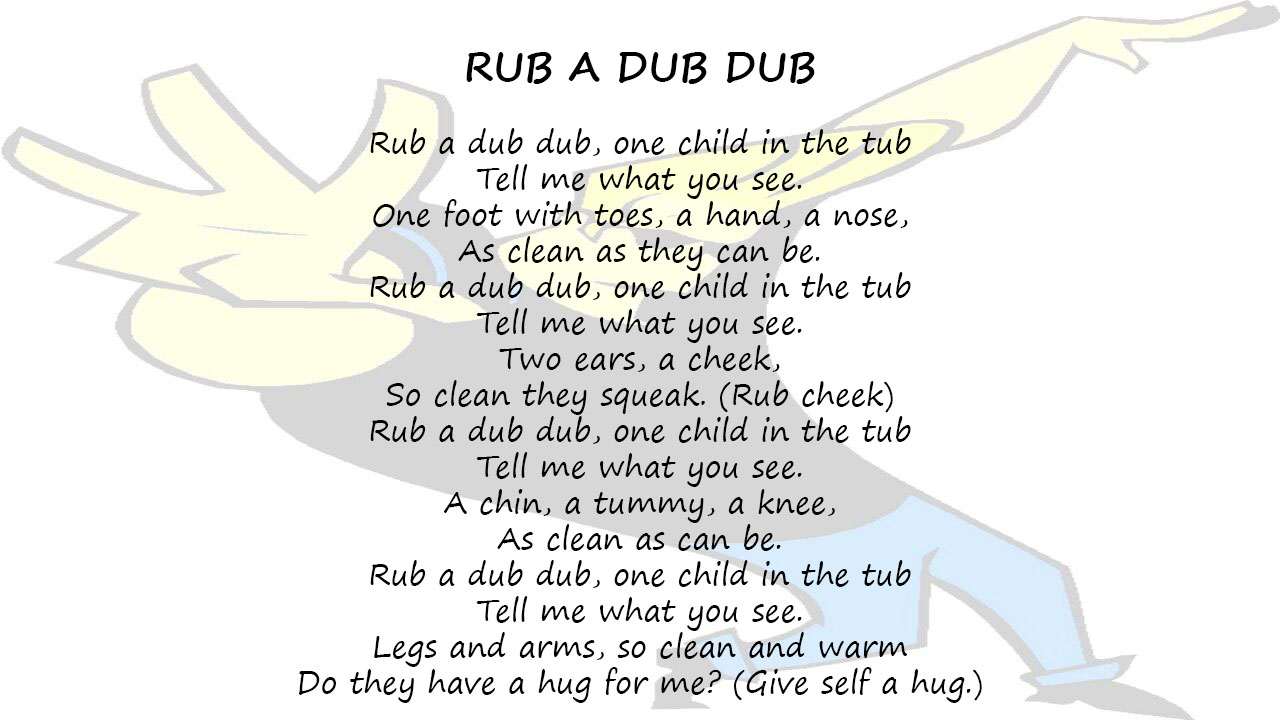 RUB A DUB DUB
Rub a dub dub, one child in the tub
Tell me what you see.
One foot with toes, a hand, a nose,
As clean as they can be.
Rub a dub dub, one child in the tub
Tell me what you see.
Two ears, a cheek,
So clean they squeak. (Rub cheek)
Rub a dub dub, one child in the tub
Tell me what you see.
A chin, a tummy, a knee,
As clean as can be.
Rub a dub dub, one child in the tub
Tell me what you see.
Legs and arms, so clean and warm
Do they have a hug for me? (Give self a hug.)